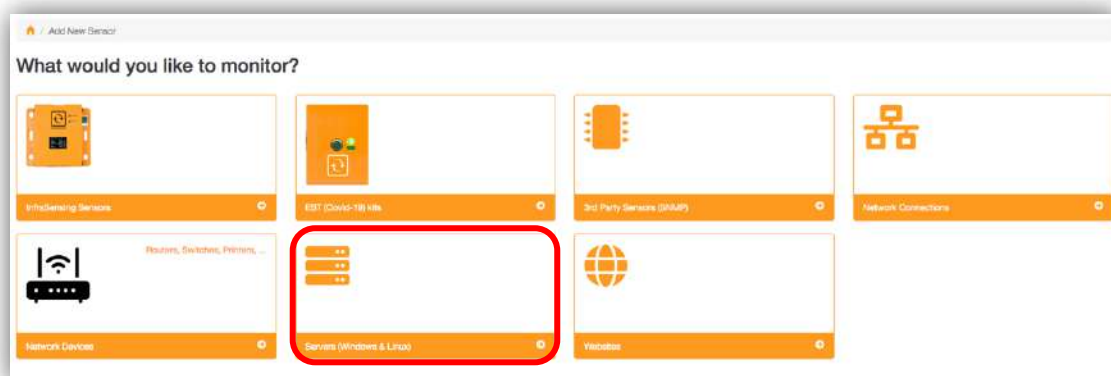 / Add New Sensor
What would you like to monitor?
InfraSensing Sensors
EST (Covid-19) kits
3rd Party Sensors (SNMP)
Network Connections
Routers, Switches, Printers, ...
Network Devices
Servers (Windows & Linux)
Websites